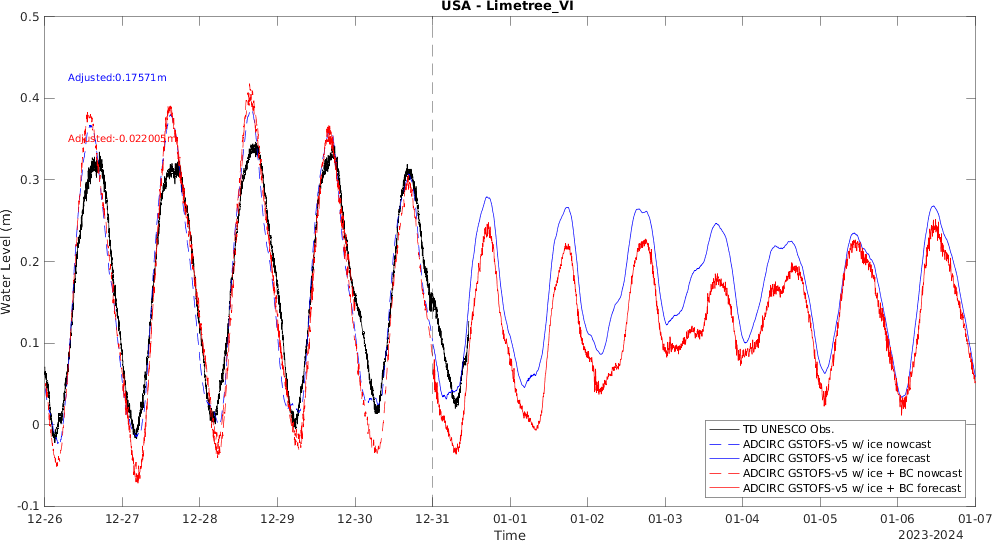 USA - Limetree_VI
0.5
0.4
0.3
0.2
0.1
0
-0.1
Water Level (m)
Adjusted:0.17571m
Adjusted:-0.022005m
TD UNESCO Obs.
ADCIRC GSTOFS-v5 w/ ice nowcast
ADCIRC GSTOFS-v5 w/ ice forecast
ADCIRC GSTOFS-v5 w/ ice + BC nowcast
ADCIRC GSTOFS-v5 w/ ice + BC forecast
12-26 12-27 12-28 12-29 12-30 12-31 01-01 01-02 01-03 01-04 01-05 01-06 01-07
Time
2023-2024